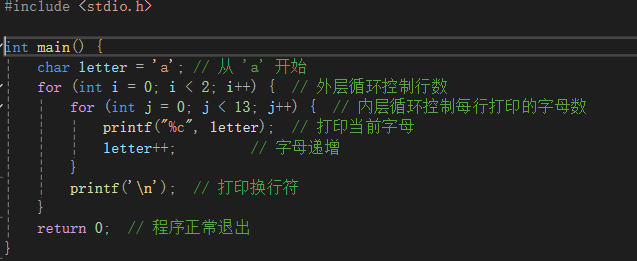 #include <stdio.h>
int main() {
char letter = 'a'; // 从 'a' 开始
for (int i = 0; i < 2; i++) { // 外层循环控制行数
for (int j = 0; j < 13; j++) { // 内层循环控制每行打印的字母数
printf("%c", letter); // 打印当前字母
letter++; // 字母递增
}
printf('\n'); // 打印换行符
}
return 0; // 程序正常退出
}